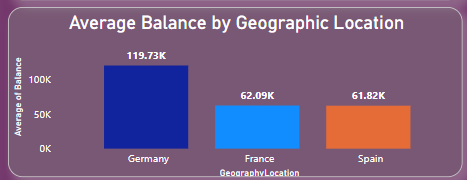 Average Balance by Geographic Location
Average of Balance
100K
50K
0K
119.73K
62.09K
61.82K
Germany
France
Spain
GeographyLocation